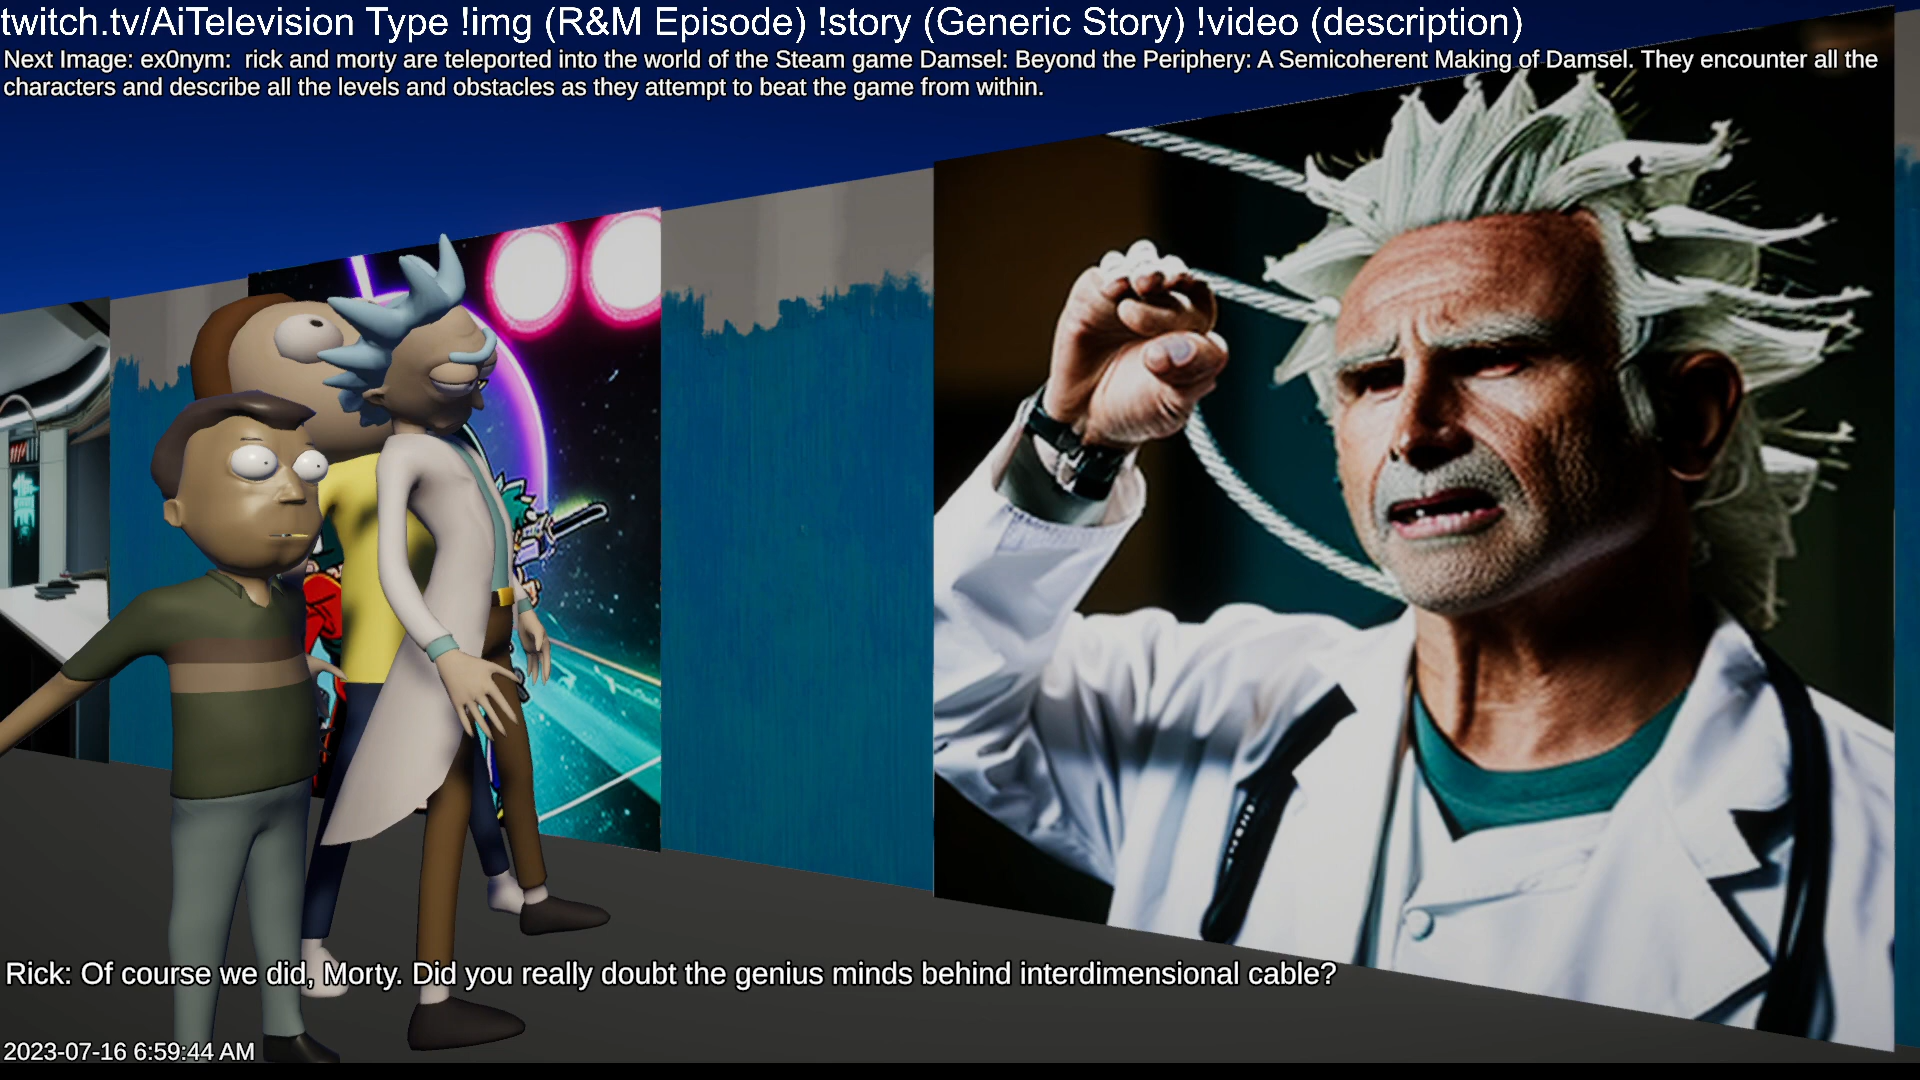 twitch.tv/AiTelevision Type !img (R&M Episode) !story (Generic Story) !video (description)
Next Image: ex0nym:  rick and morty are teleported into the world of the Steam game Damsel: Beyond the Periphery: A Semicoherent Making of Damsel. They encounter all the
characters and describe all the levels and obstacles as they attempt to beat the game from within.
Rick: Of course we did, Morty. Did you really doubt the genius minds behind interdimensional cable?
2023-07-16 6:59:44 AM